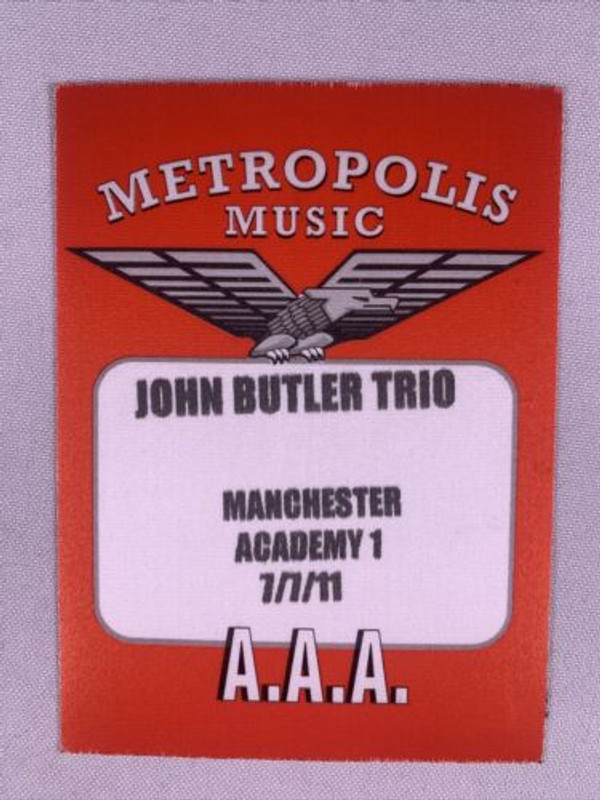 METROPOLIS
MUSIC
JOHN BUTLER TRIO
MANCHESTER
ACADEMY 1
7/7/11
A.A.A.